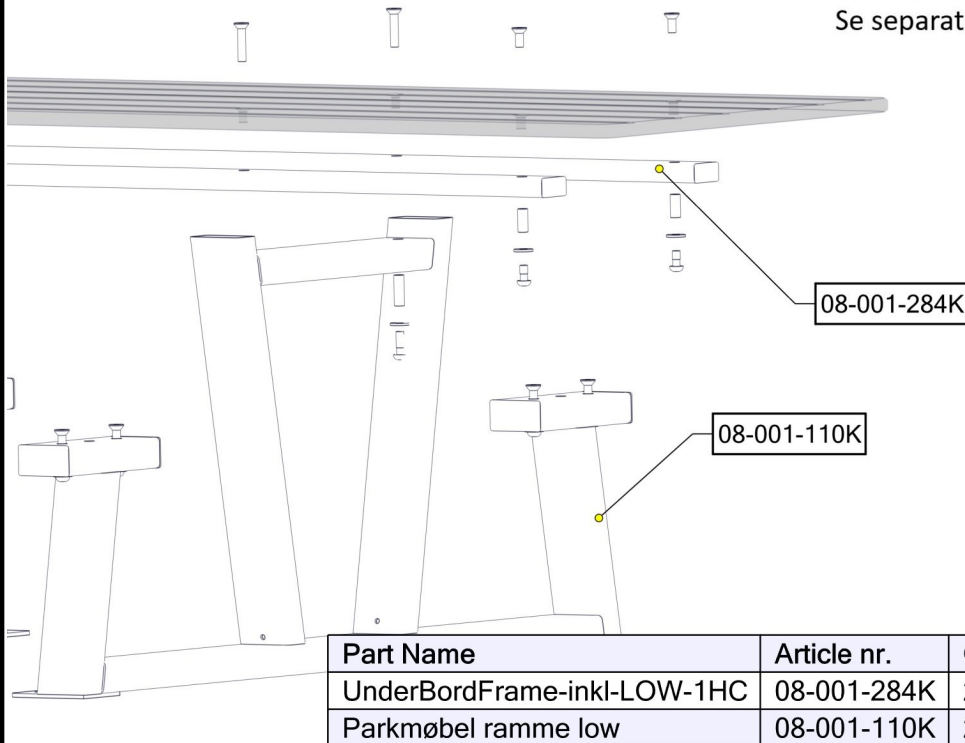 Se separat
08-001-284K
08-001-110K
Part Name Article nr.
UnderBordFrame-inkl-LOW-1HC 08-001-284K
Parkmøbel ramme low 08-001-110K